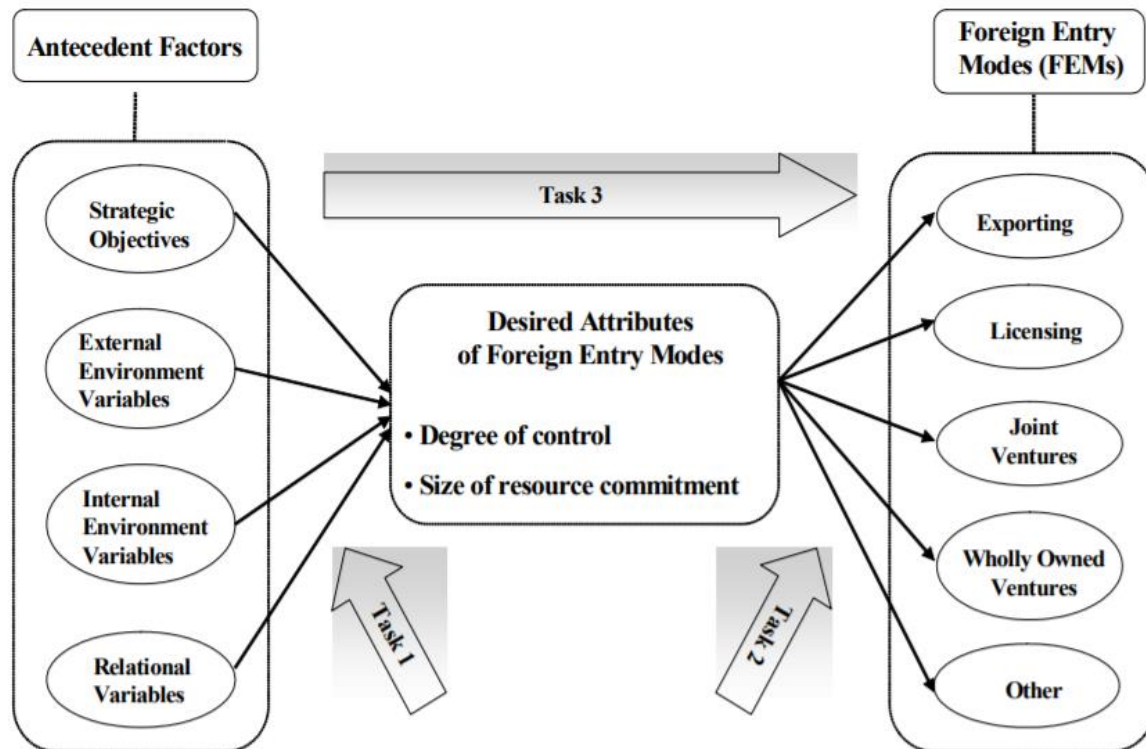 Antecedent Factors
Foreign Entry
Modes (FEMs)
Strategic
Objectives
External
Environment
Variables
Internal
Environment
Variables
Relational
Variables
Task 3
Desired Attributes
of Foreign Entry Modes
• Degree of control
• Size of resource commitment
Task 1
Task 2
Exporting
Licensing
Joint
Ventures
Wholly Owned
Ventures
Other